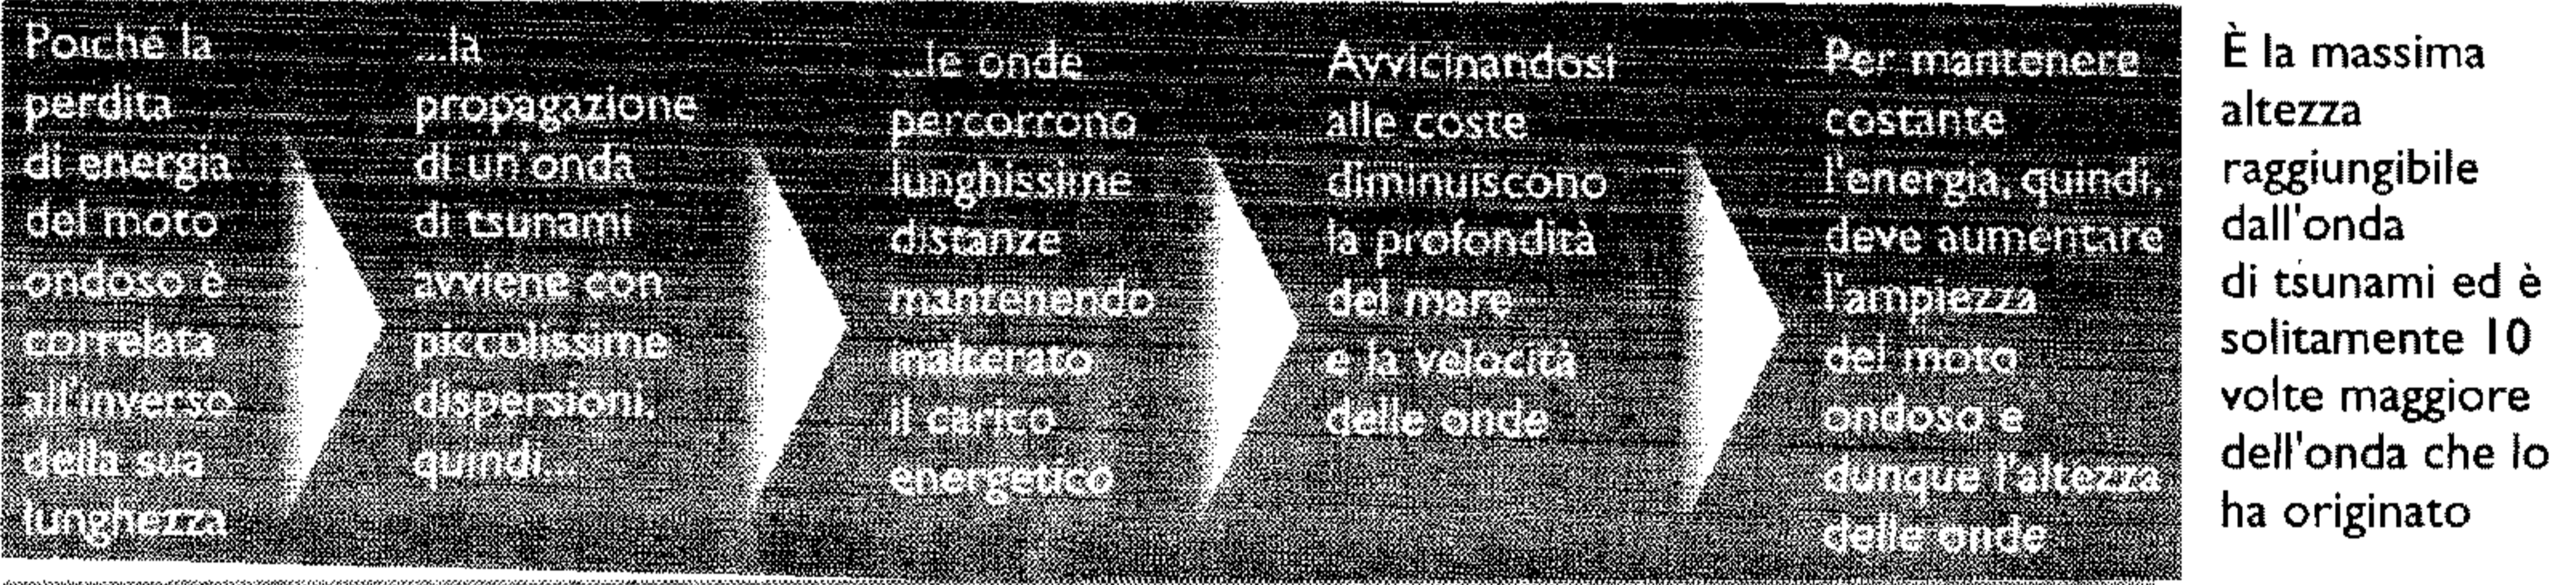 Poiché la
perdita
di energia
del moto
ondoso è
correlata
all'inverso
della sua
lunghezza
...la
propagazione
di un'onda
di tsunami
avviene con
piccolissime
dispersioni,
quindi...
...le onde
percorrono
lunghissime
distanze
mantenendo
inalterato
il carico
energetico
Avvicinandosi
alle coste
diminuiscono
la profondità
del mare
e la velocità
delle onde
Per mantenere
costante
l'energia, quindi,
deve aumentare
l'ampiezza
del moto
ondoso e
dunque l'altezza
delle onde
È la massima
altezza
raggiungibile
dall'onda
di tsunami ed è
solitamente 10
volte maggiore
dell'onda che lo
ha originato